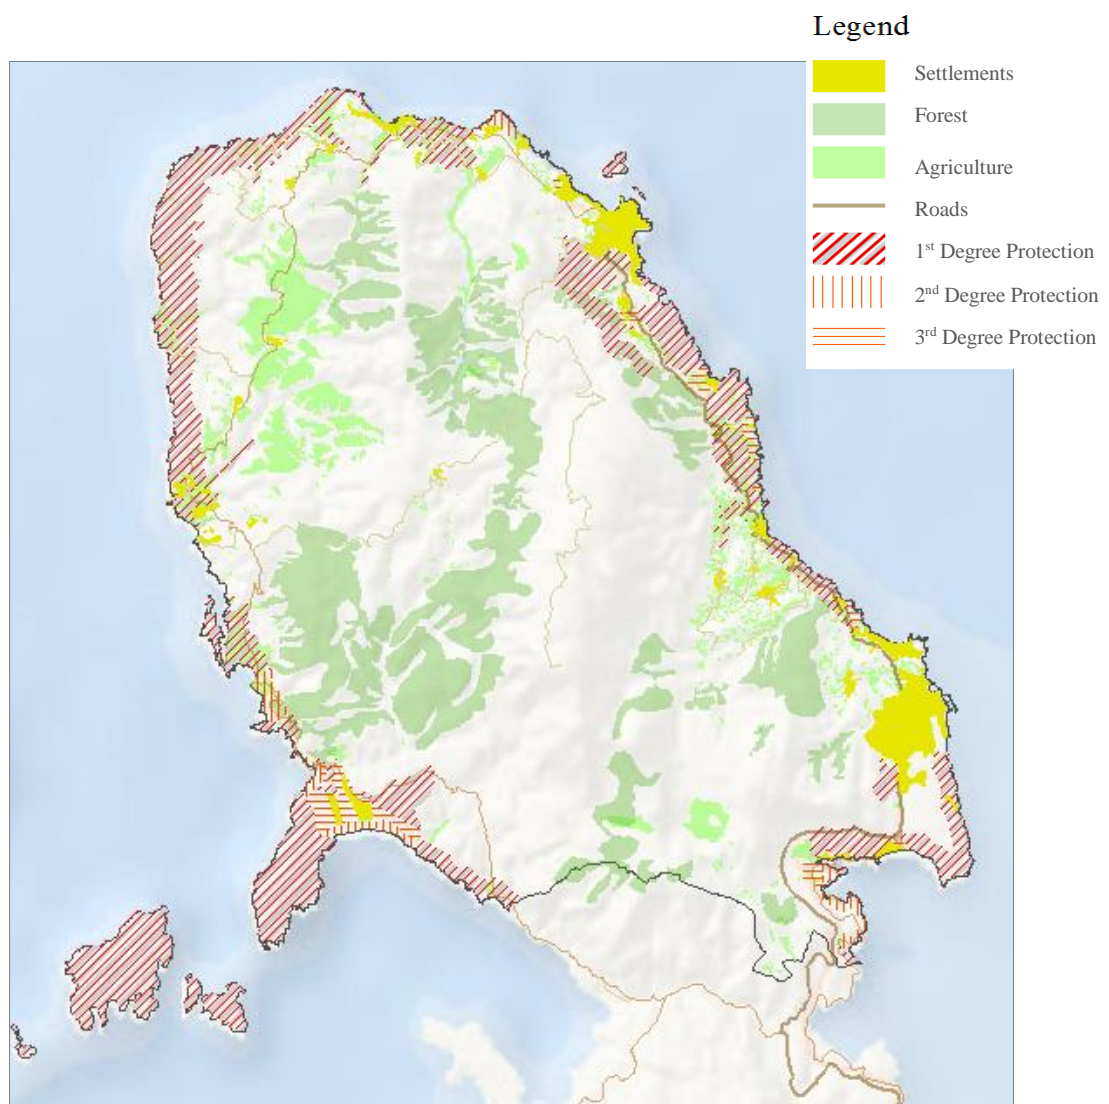 Legend
Settlements
Forest
Agriculture
Roads
1st Degree Protection
2nd Degree Protection
3rd Degree Protection